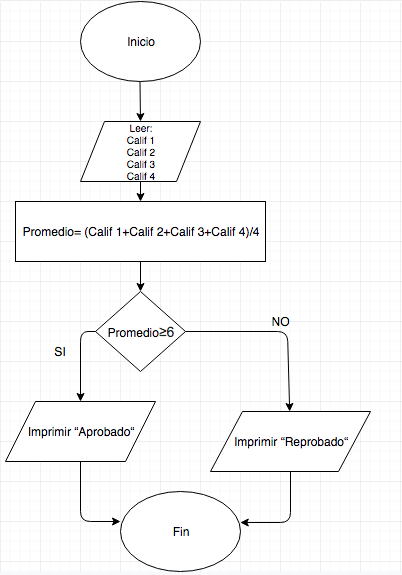 Inicio
Leer:
Calif 1
Calif 2
Calif 3
Calif 4
Promedio= (Calif 1+Calif 2+Calif 3+Calif 4)/4
Promedio≥6
SI
NO
Imprimir “Aprobado“
Imprimir “Reprobado“
Fin